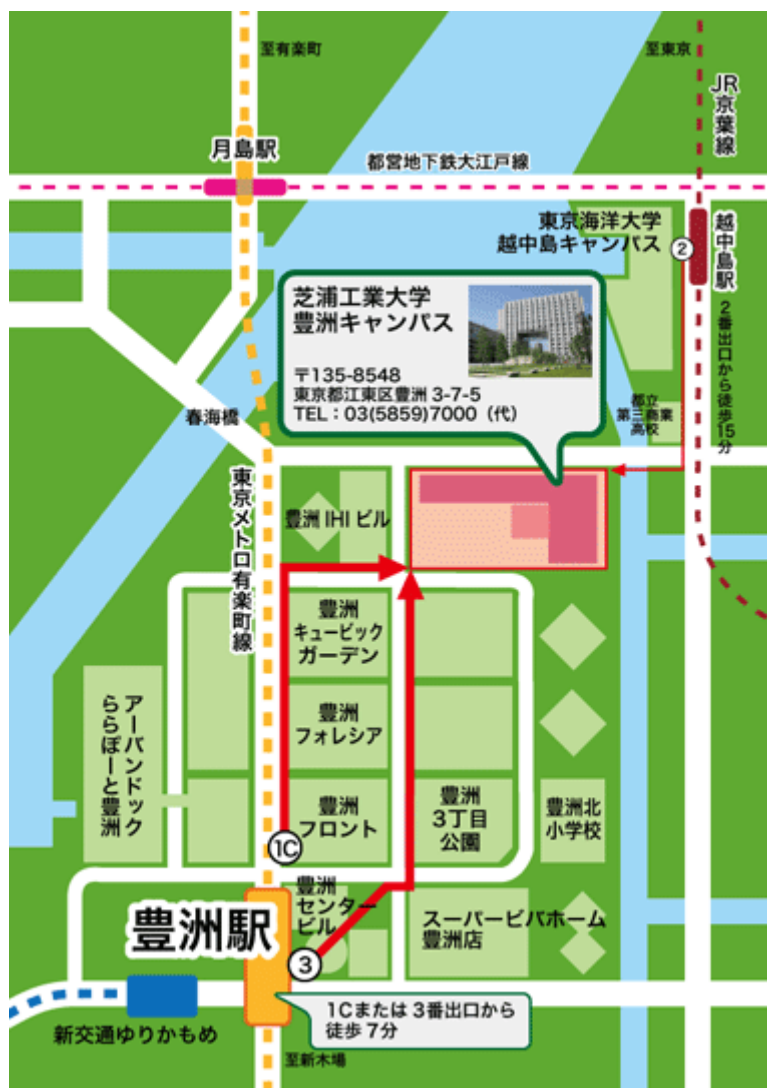 至有楽町
至東京
JR京葉線
月島駅
都営地下鉄大江戸線
東京海洋大学
越中島キャンパス
2
越中島駅
2番出口から徒歩15分
芝浦工業大学
豊洲キャンパス
〒135-8548
東京都江東区豊洲 3-7-5
TEL:03(5859)7000(代)
都立
第三商業
高校
春海橋
東京メトロ有楽町線
豊洲 IHI ビル
豊洲
キュービック
ガーデン
豊洲
フォレシア
アーバンドック
ららぽーと豊洲
豊洲
フロント
豊洲
3丁目
公園
豊洲北
小学校
1C
豊洲
センター
ビル
豊洲駅
3
スーパービバホーム
豊洲店
1Cまたは 3番出口から
徒歩 7分
新交通ゆりかもめ
至新木場